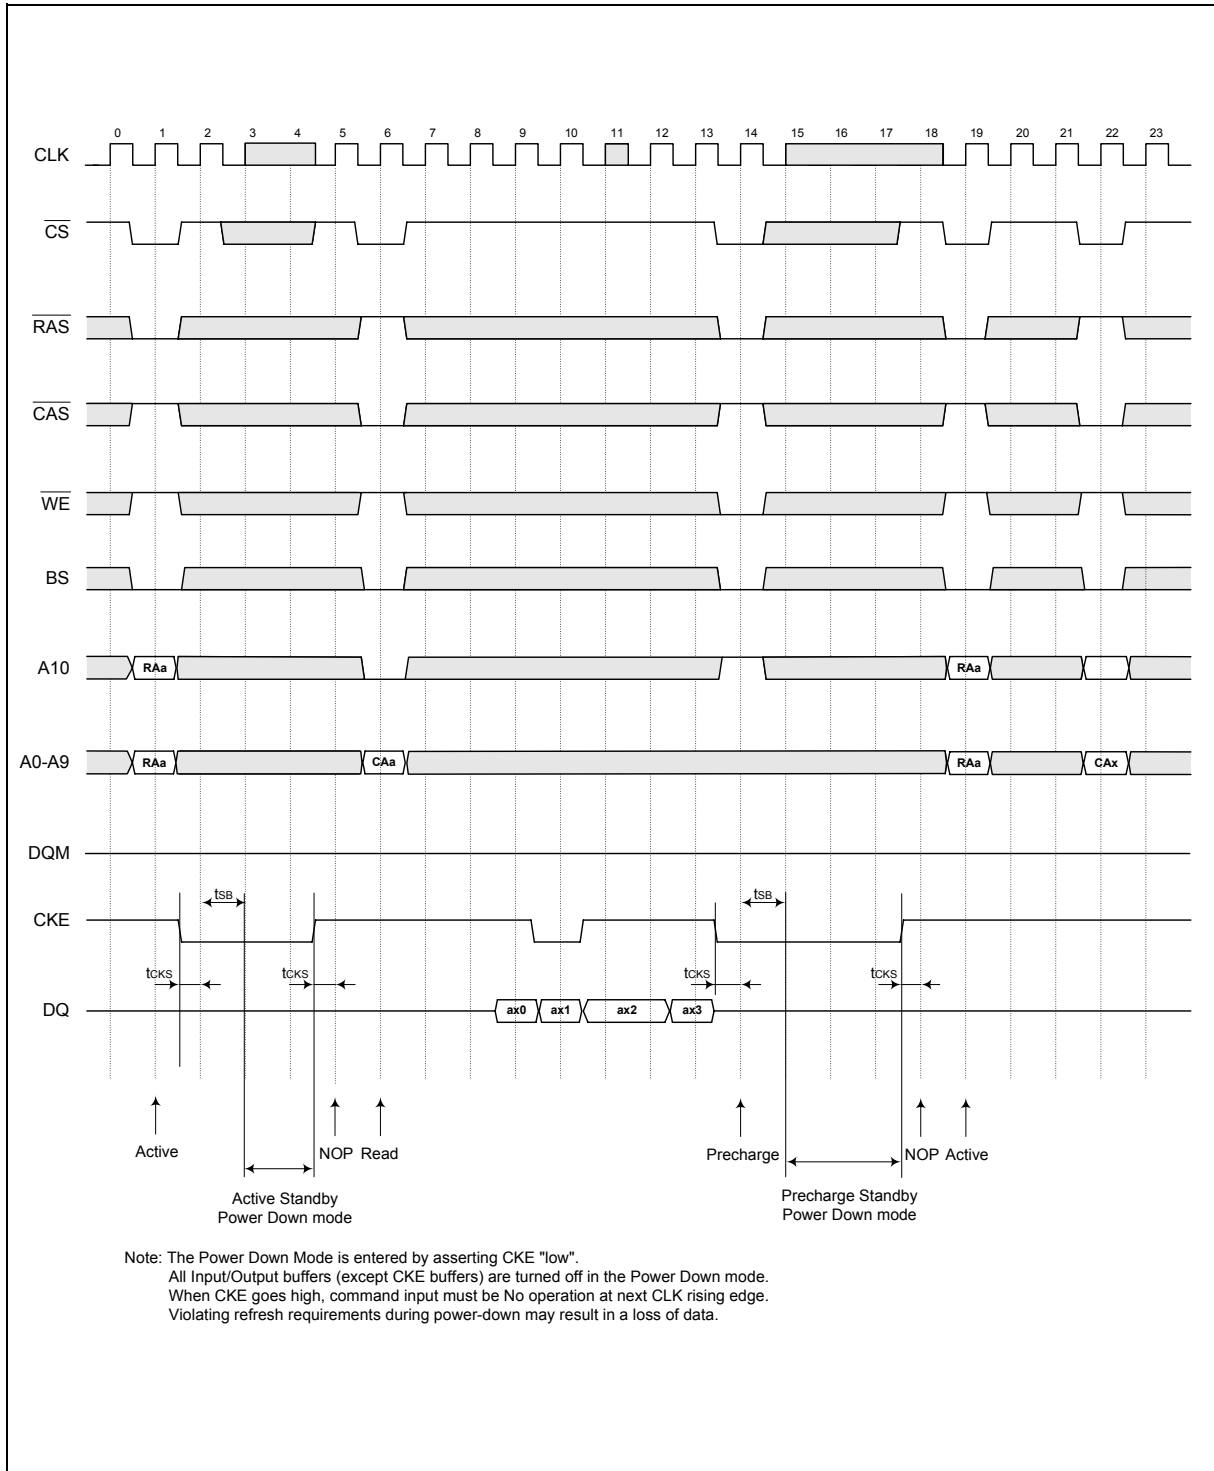 0 1 2 3 4 5 6 7 8 9 10 11 12 13 14 15 16 17 18 19 20 21 22 23
CLK
CS
RAS
CAS
WE
BS
A10 RAa RAa
A0-A9 RAa CAa RAa CAx
DQM
tSB tSB
CKE
tCKS tCKS tCKS tCKS
DQ ax0 ax1 ax2 ax3
Active NOP Read Precharge NOP Active
Active Standby
Power Down mode
Precharge Standby
Power Down mode
Note: The Power Down Mode is entered by asserting CKE "low".
All Input/Output buffers (except CKE buffers) are turned off in the Power Down mode.
When CKE goes high, command input must be No operation at next CLK rising edge.
Violating refresh requirements during power-down may result in a loss of data.